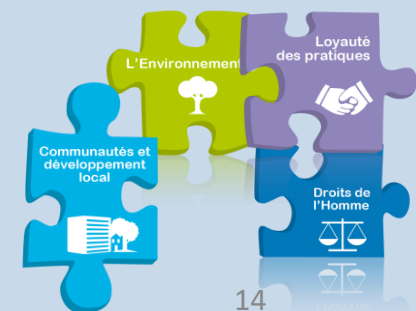 L'Environnement
Loyauté
des pratiques
Communautés et
développement
local
Droits de
l'Homme
14